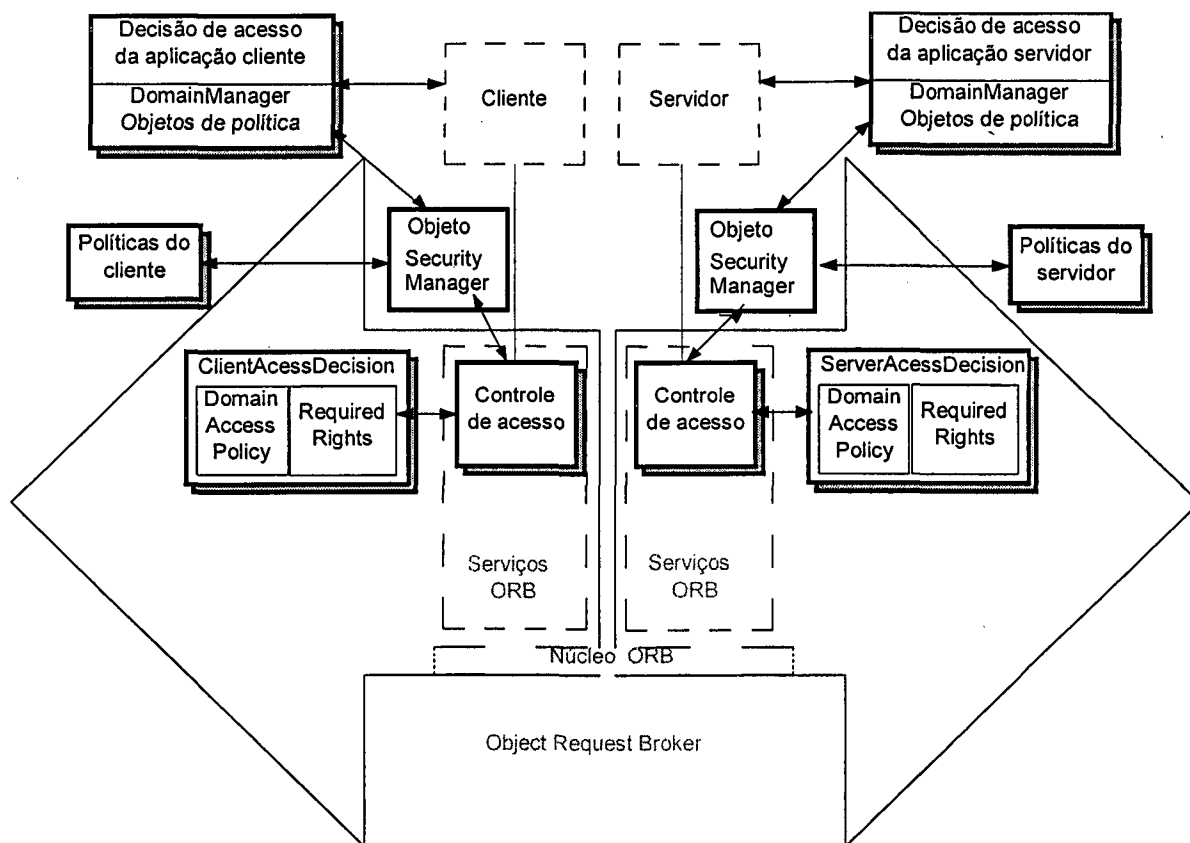 Decisão de acesso
da aplicação cliente
DomainManager
Objetos de política
Cliente
Servidor
Decisão de acesso
da aplicação servidor
DomainManager
Objetos de política
Políticas do
cliente
Objeto
Security
Manager
Objeto
Security
Manager
Políticas do
servidor
ClientAcessDecision
Domain
Access
Policy
Required
Rights
Controle
de acesso
Controle
de acesso
ServerAcessDecision
Domain
Access
Policy
Required
Rights
Serviços
ORB
Serviços
ORB
Núcleo ORB
Object Request Broker